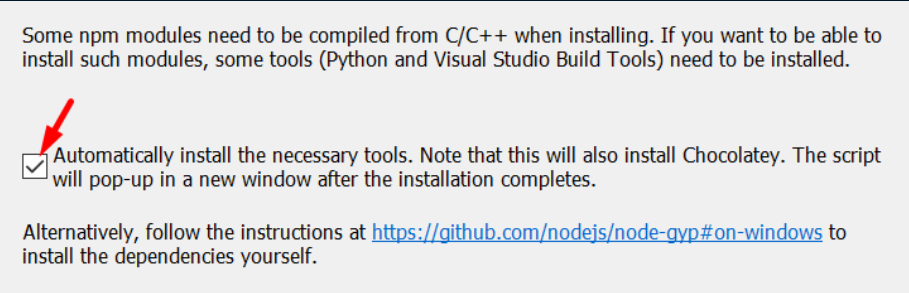 Some npm modules need to be compiled from C/C++ when installing. If you want to be able to
install such modules, some tools (Python and Visual Studio Build Tools) need to be installed.
Automatically install the necessary tools. Note that this will also install Chocolatey. The script
will pop-up in a new window after the installation completes.
Alternatively, follow the instructions at https://github.com/nodejs/node-gyp#on-windows to
install the dependencies yourself.